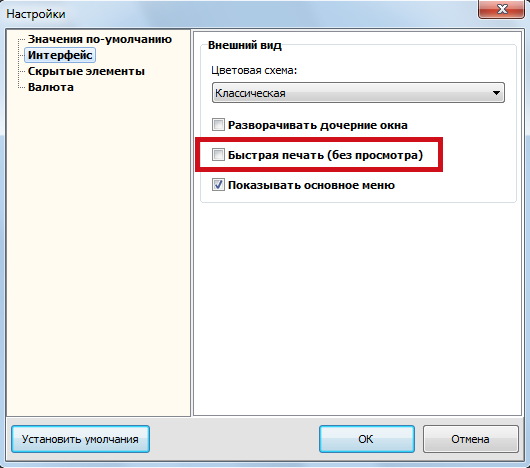 Настройки
Значения по-умолчанию
Интерфейс
Скрытые элементы
Валюта
Внешний вид
Цветовая схема:
Классическая
Разворачивать дочерние окна
Быстрая печать (без просмотра)
Показывать основное меню
Установить умолчания
ОК
Отмена